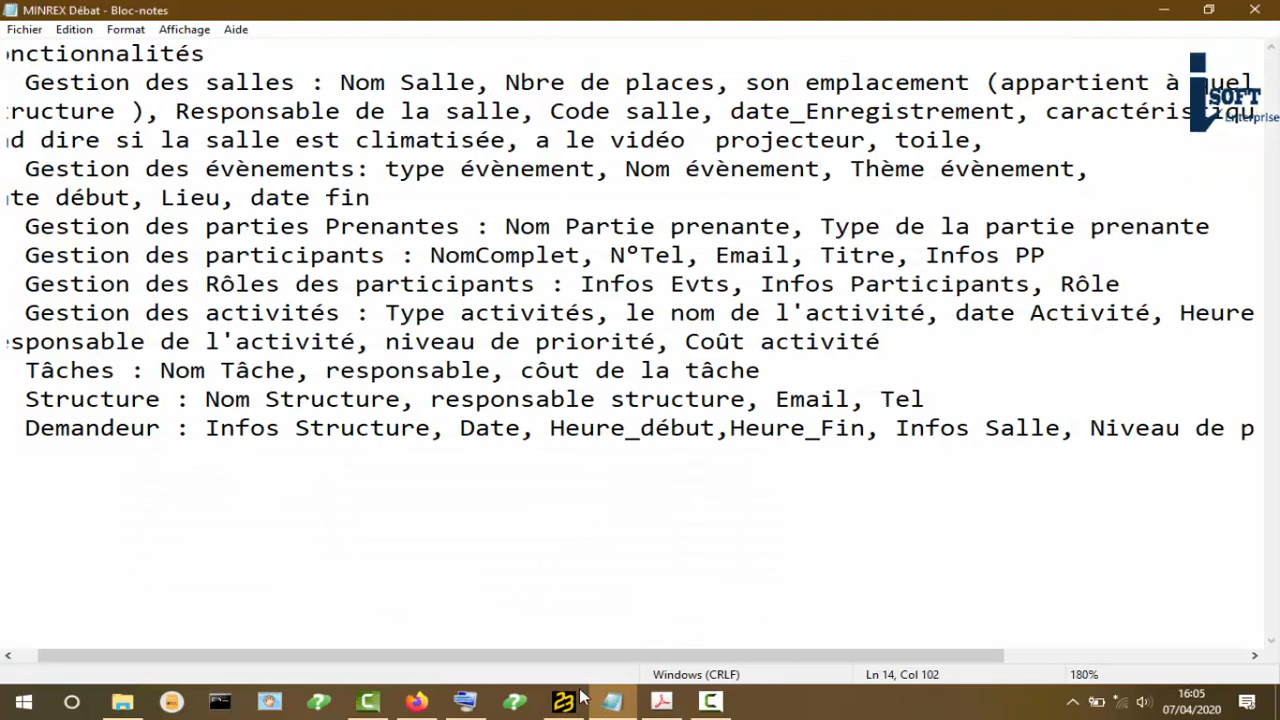 MINREX Débat - Bloc-notes
Fichier Edition Format Affichage Aide
onctionnalités
Gestion des salles : Nom Salle, Nbre de places, son emplacement (appartient à quel
tructure ), Responsable de la salle, Code salle, date_Enregistrement, caractéristiqu
nd dire si la salle est climatisée, a le vidéo projecteur, toile,
Gestion des évènements: type évènement, Nom évènement, Thème évènement,
te début, Lieu, date fin
Gestion des parties Prenantes : Nom Partie prenante, Type de la partie prenante
Gestion des participants : NomComplet, N°Tel, Email, Titre, Infos PP
Gestion des Rôles des participants : Infos Evts, Infos Participants, Rôle
Gestion des activités : Type activités, le nom de l'activité, date Activité, Heure
esponsable de l'activité, niveau de priorité, Coût activité
Tâches : Nom Tâche, responsable, côut de la tâche
Structure : Nom Structure, responsable structure, Email, Tel
Demandeur : Infos Structure, Date, Heure_début,Heure_Fin, Infos Salle, Niveau de p
SOFT
Enterprise
Windows (CRLF) Ln 14, Col 102 180%
23
16:05
07/04/2020